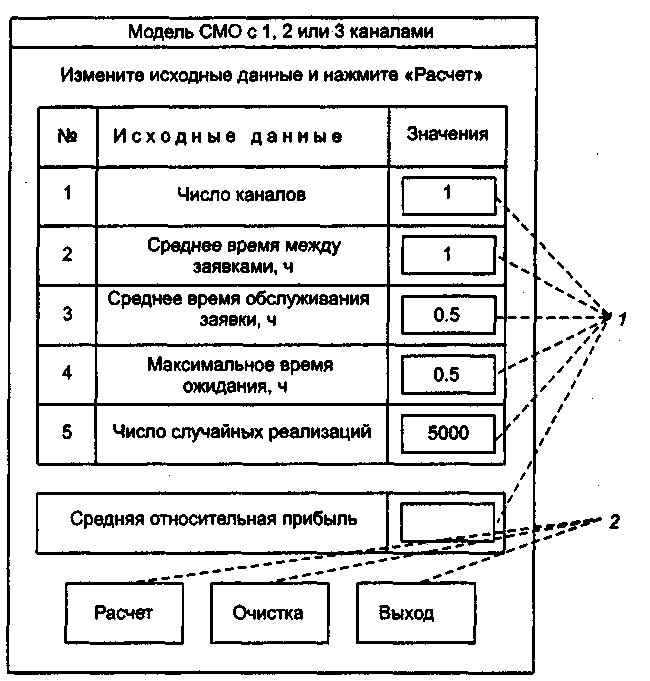 Модель СМО с 1, 2 или 3 каналами
Измените исходные данные и нажмите «Расчет»
№ Исходные данные Значения
1 Число каналов 1
2 Среднее время между
заявками, ч 1
3 Среднее время обслуживания
заявки, ч 0.5
4 Максимальное время
ожидания, ч 0.5
5 Число случайных реализаций 5000
1
Средняя относительная прибыль
2
Расчет Очистка Выход